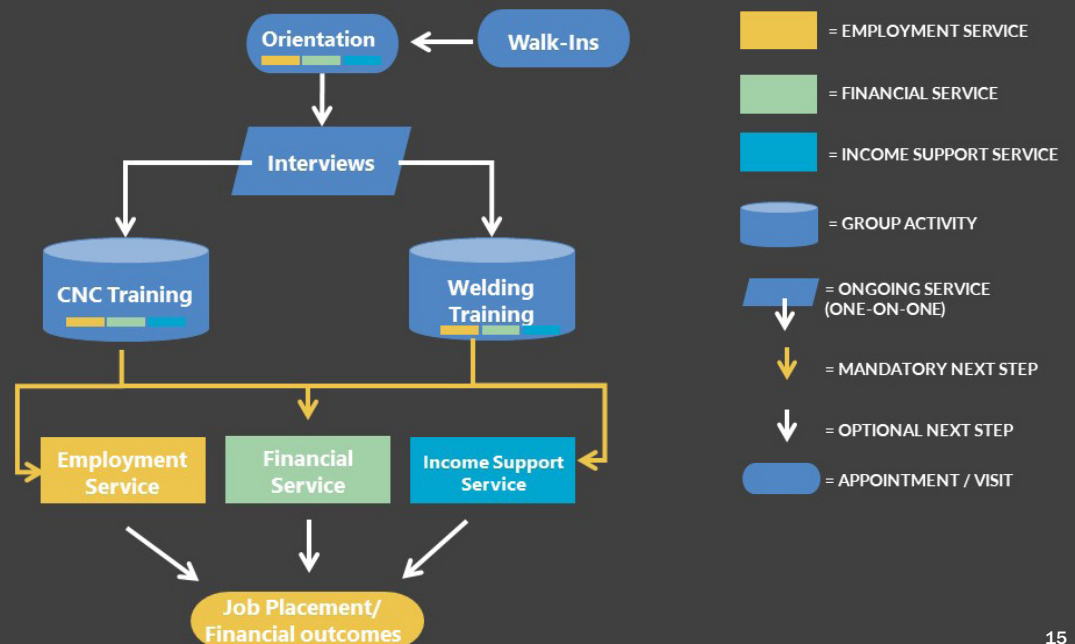 Orientation
Walk-Ins
Interviews
CNC Training
Welding
Training
Employment
Service
Financial
Service
Income Support
Service
Job Placement/
Financial outcomes
= EMPLOYMENT SERVICE
= FINANCIAL SERVICE
= INCOME SUPPORT SERVICE
= GROUP ACTIVITY
= ONGOING SERVICE
(ONE-ON-ONE)
= MANDATORY NEXT STEP
= OPTIONAL NEXT STEP
= APPOINTMENT / VISIT
15